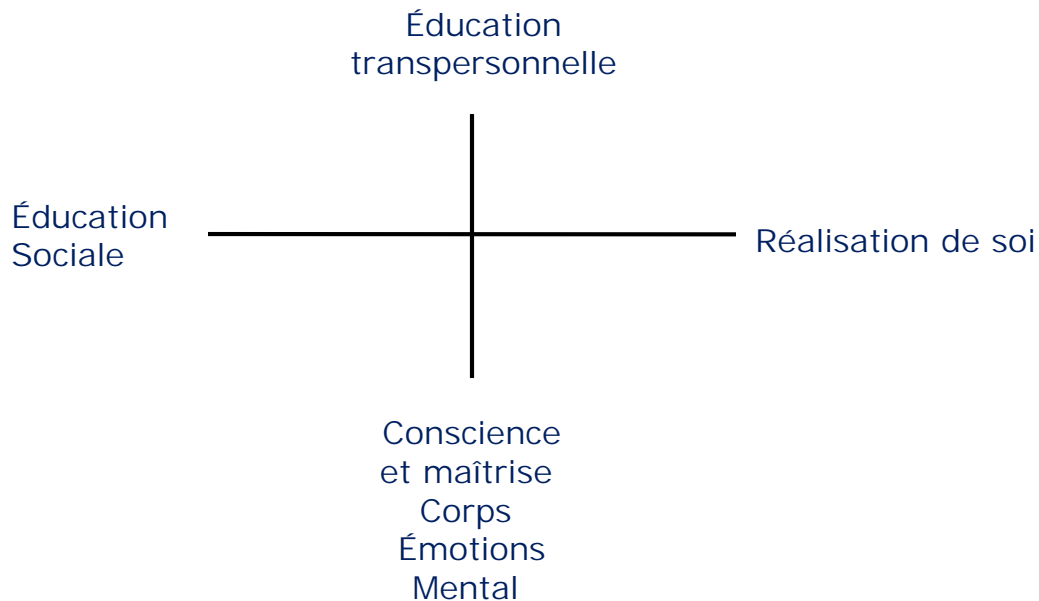 Éducation
transpersonnelle
Éducation
Sociale
Réalisation de soi
Conscience
et maîtrise
Corps
Émotions
Mental